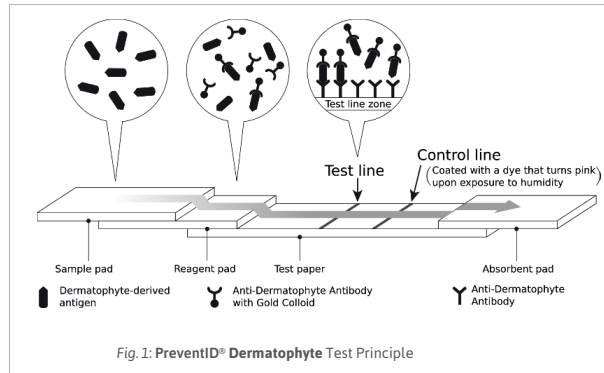 Test line zone
Test line
Control line
(Coated with a dye that turns pink
upon exposure to humidity)
Sample pad
Reagent pad
Test paper
Absorbent pad
Dermatophyte-derived
antigen
Anti-Dermatophyte Antibody
with Gold Colloid
Anti-Dermatophyte
Antibody
Fig. 1: PreventID® Dermatophyte Test Principle